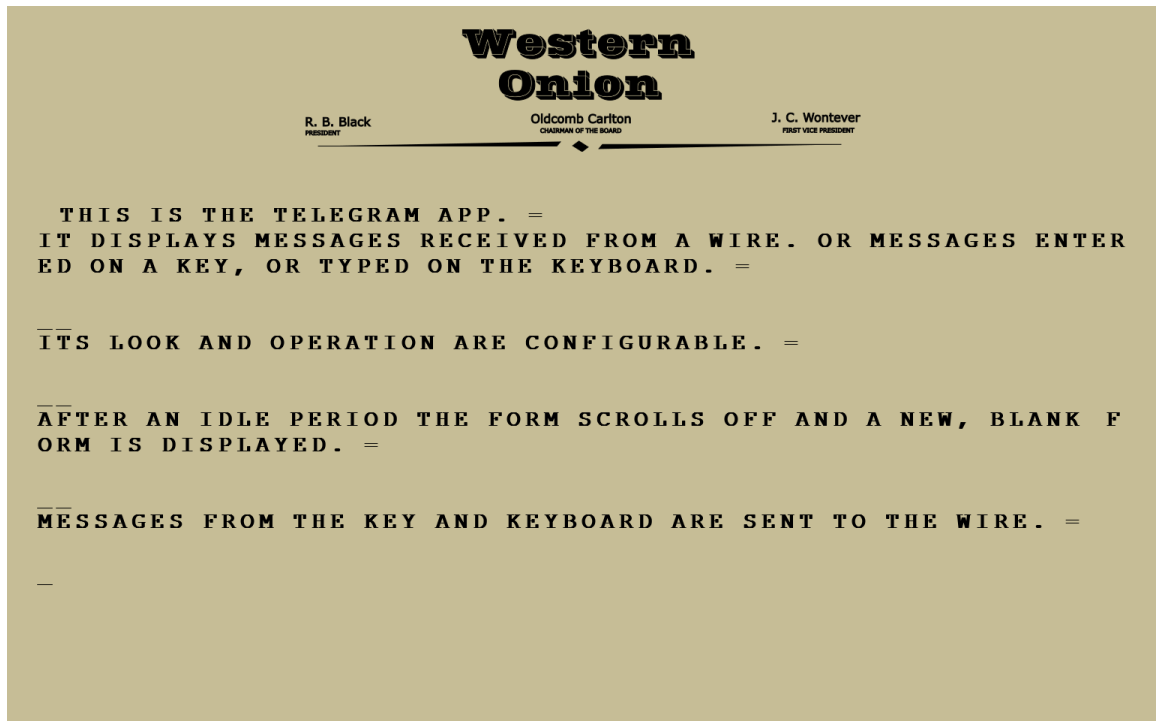 Western
Onion
R. B. Black Oldcomb Carlton J. C. Wontever
PRESIDENT CHAIRMAN OF THE BOARD FIRST VICE PRESIDENT
THIS IS THE TELEGRAM APP. =
IT DISPLAYS MESSAGES RECEIVED FROM A WIRE. OR MESSAGES ENTER
ED ON A KEY, OR TYPED ON THE KEYBOARD. =
__
ITS LOOK AND OPERATION ARE CONFIGURABLE. =
__
AFTER AN IDLE PERIOD THE FORM SCROLLS OFF AND A NEW, BLANK F
ORM IS DISPLAYED. =
__
MESSAGES FROM THE KEY AND KEYBOARD ARE SENT TO THE WIRE. =
_